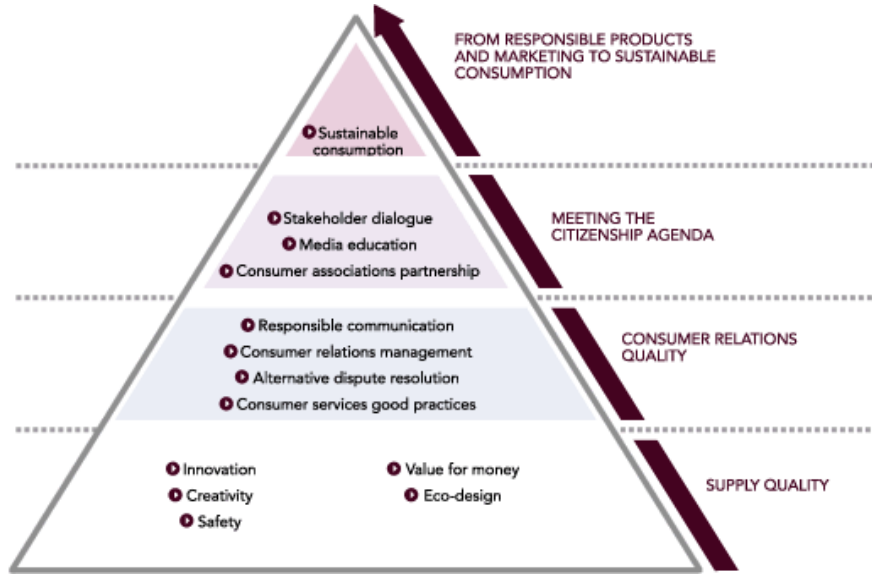 FROM RESPONSIBLE PRODUCTS
AND MARKETING TO SUSTAINABLE
CONSUMPTION
Sustainable
consumption
MEETING THE
CITIZENSHIP AGENDA
Stakeholder dialogue
Media education
Consumer associations partnership
CONSUMER RELATIONS
QUALITY
Responsible communication
Consumer relations management
Alternative dispute resolution
Consumer services good practices
SUPPLY QUALITY
Innovation
Creativity
Safety
Value for money
Eco-design